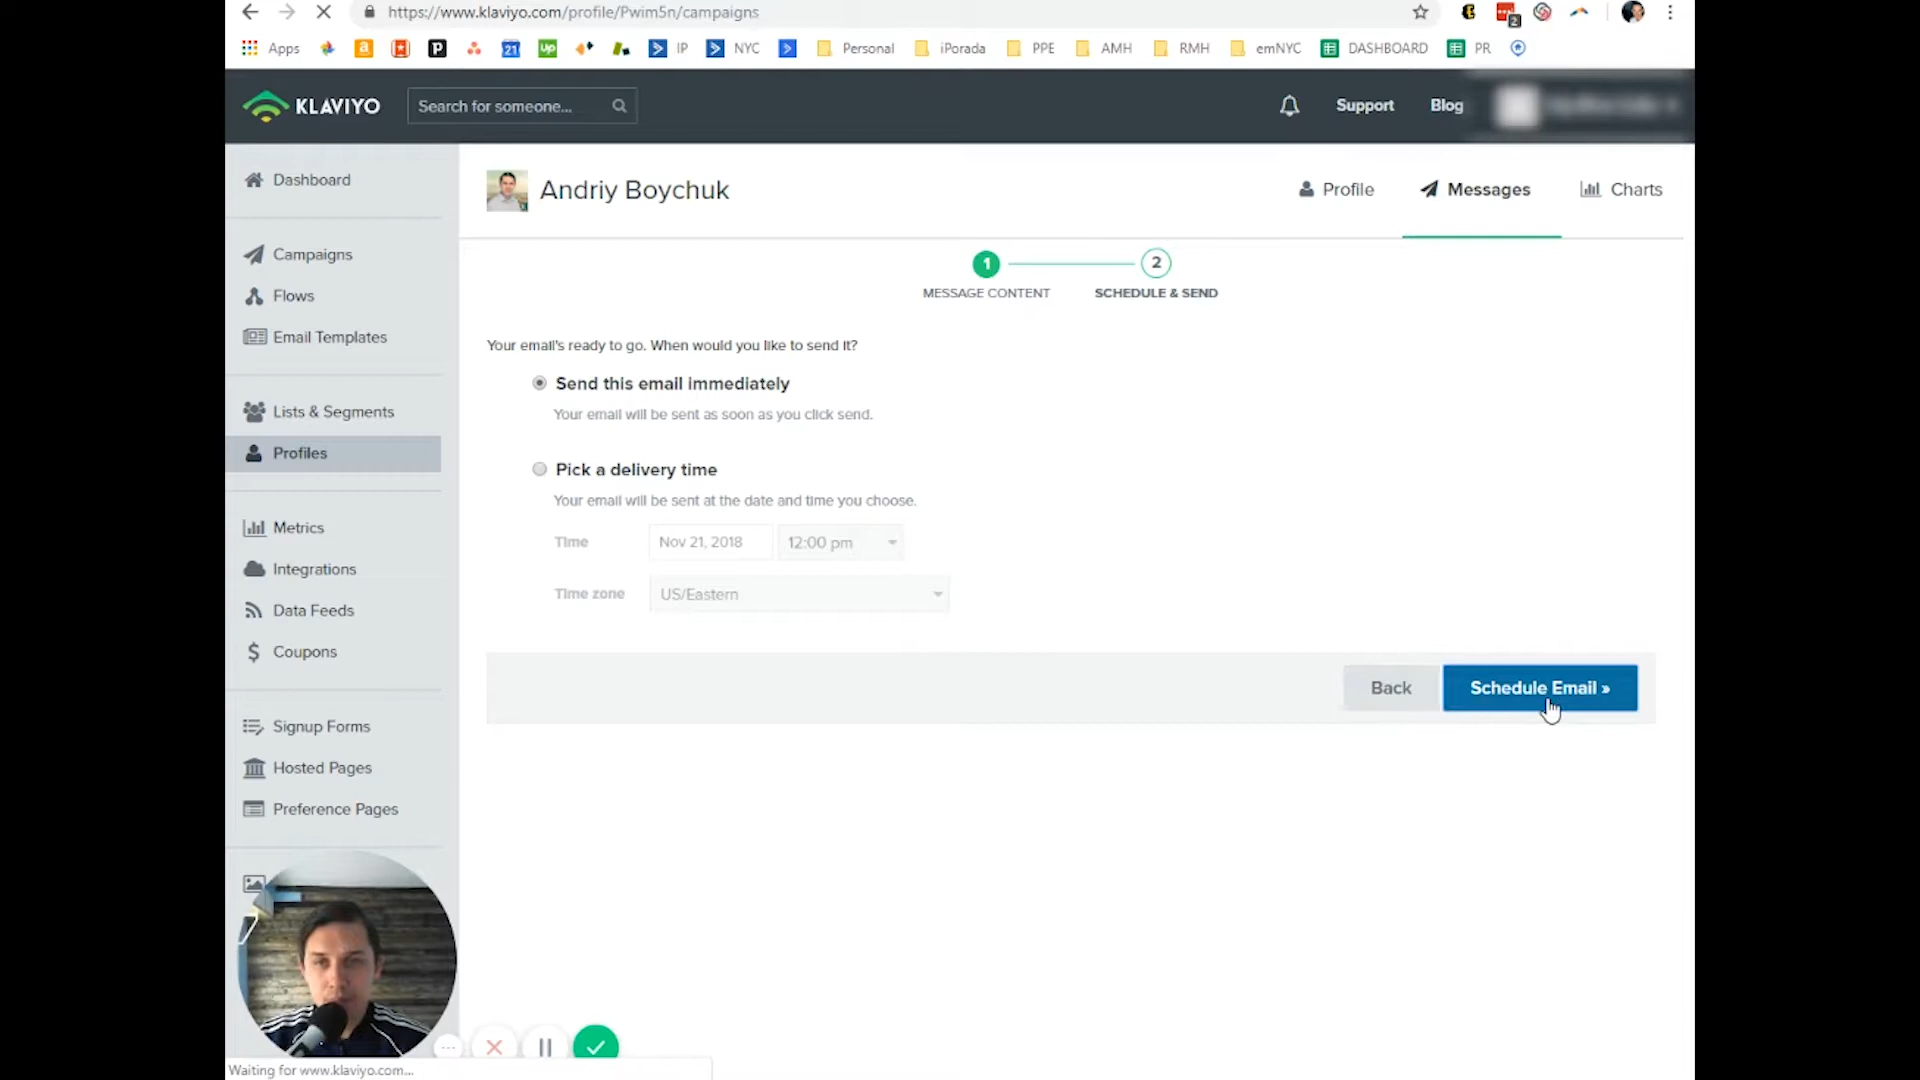 https://www.klaviyo.com/profile/Pwim5n/campaigns
2
Apps
a
P
21
up
IP
NYC
Personal
iPorada
PPE
AMH
RMH
emNYC
DASHBOARD
PR
KLAVIYO
Search for someone...
Support
Blog
Dashboard
Campaigns
Flows
Email Templates
Lists & Segments
Profiles
Metrics
Integrations
Data Feeds
Coupons
Signup Forms
Hosted Pages
Preference Pages
Andriy Boychuk
Profile
Messages
Charts
1
2
MESSAGE CONTENT
SCHEDULE & SEND
Your email's ready to go. When would you like to send it?
Send this email immediately
Your email will be sent as soon as you click send.
Pick a delivery time
Your email will be sent at the date and time you choose.
Time
Nov 21, 2018
12:00 pm
Time zone
US/Eastern
Back
Schedule Email »
Waiting for www.klaviyo.com...